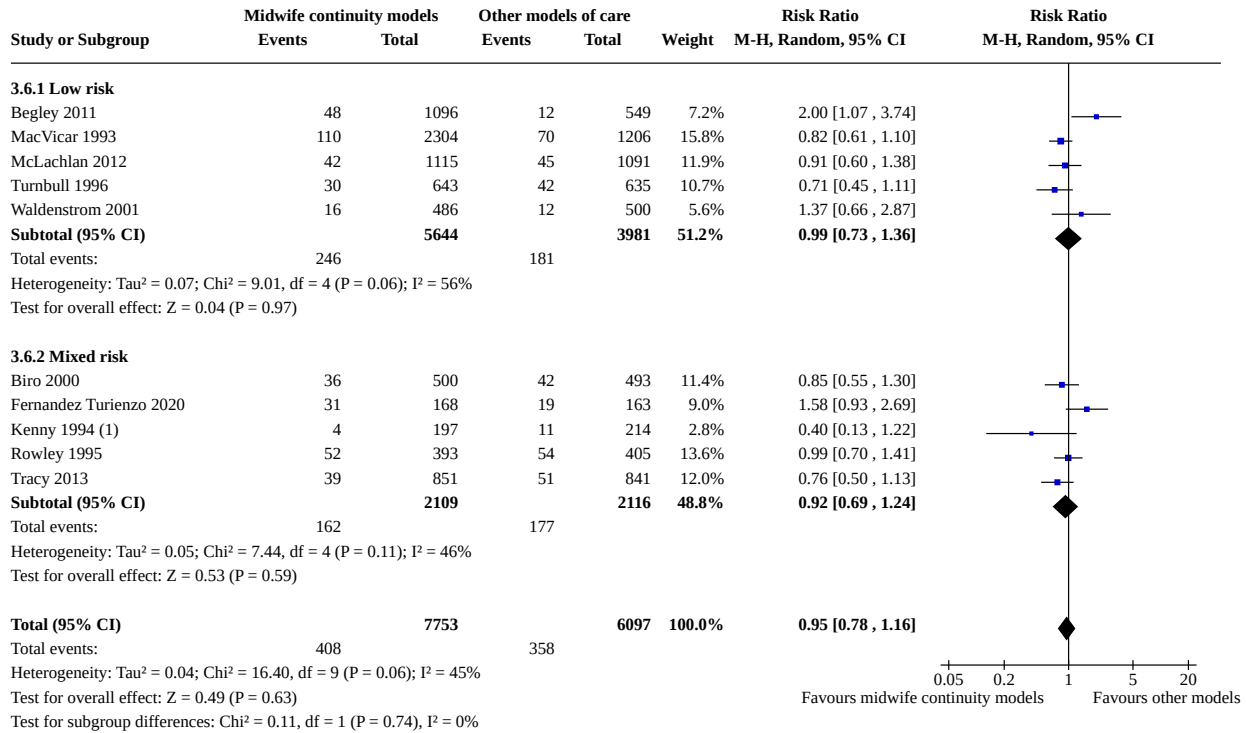 Midwife continuity models Other models of care Risk Ratio Risk Ratio
Study or Subgroup Events Total Events Total Weight M-H, Random, 95% CI M-H, Random, 95% CI
3.6.1 Low risk
Begley 2011 48 1096 12 549 7.2% 2.00 [1.07 , 3.74]
MacVicar 1993 110 2304 70 1206 15.8% 0.82 [0.61 , 1.10]
McLachlan 2012 42 1115 45 1091 11.9% 0.91 [0.60 , 1.38]
Turnbull 1996 30 643 42 635 10.7% 0.71 [0.45 , 1.11]
Waldenstrom 2001 16 486 12 500 5.6% 1.37 [0.66 , 2.87]
Subtotal (95% CI) 5644 3981 51.2% 0.99 [0.73 , 1.36]
Total events: 246 181
Heterogeneity: Tau² = 0.07; Chi² = 9.01, df = 4 (P = 0.06); I² = 56%
Test for overall effect: Z = 0.04 (P = 0.97)
3.6.2 Mixed risk
Biro 2000 36 500 42 493 11.4% 0.85 [0.55 , 1.30]
Fernandez Turienzo 2020 31 168 19 163 9.0% 1.58 [0.93 , 2.69]
Kenny 1994 (1) 4 197 11 214 2.8% 0.40 [0.13 , 1.22]
Rowley 1995 52 393 54 405 13.6% 0.99 [0.70 , 1.41]
Tracy 2013 39 851 51 841 12.0% 0.76 [0.50 , 1.13]
Subtotal (95% CI) 2109 2116 48.8% 0.92 [0.69 , 1.24]
Total events: 162 177
Heterogeneity: Tau² = 0.05; Chi² = 7.44, df = 4 (P = 0.11); I² = 46%
Test for overall effect: Z = 0.53 (P = 0.59)
Total (95% CI) 7753 6097 100.0% 0.95 [0.78 , 1.16]
Total events: 408 358
Heterogeneity: Tau² = 0.04; Chi² = 16.40, df = 9 (P = 0.06); I² = 45%
0.05 0.2 1 5 20
Test for overall effect: Z = 0.49 (P = 0.63)
Favours midwife continuity models Favours other models
Test for subgroup differences: Chi² = 0.11, df = 1 (P = 0.74), I² = 0%